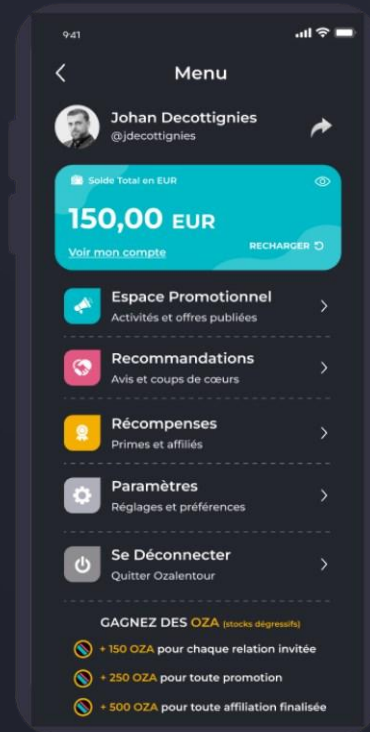 9:41
Menu
Johan Decottignies
@jdecottignies
Solde Total en EUR
150,00 EUR
Voir mon compte
RECHARGER
Espace Promotionnel
Activités et offres publiées
Recommandations
Avis et coups de cœurs
Récompenses
Primes et affiliés
Paramètres
Réglages et préférences
Se Déconnecter
Quitter Ozalentour
GAGNEZ DES OZA (stocks dégressifs)
+ 150 OZA pour chaque relation invitée
+ 250 OZA pour toute promotion
+ 500 OZA pour toute affiliation finalisée